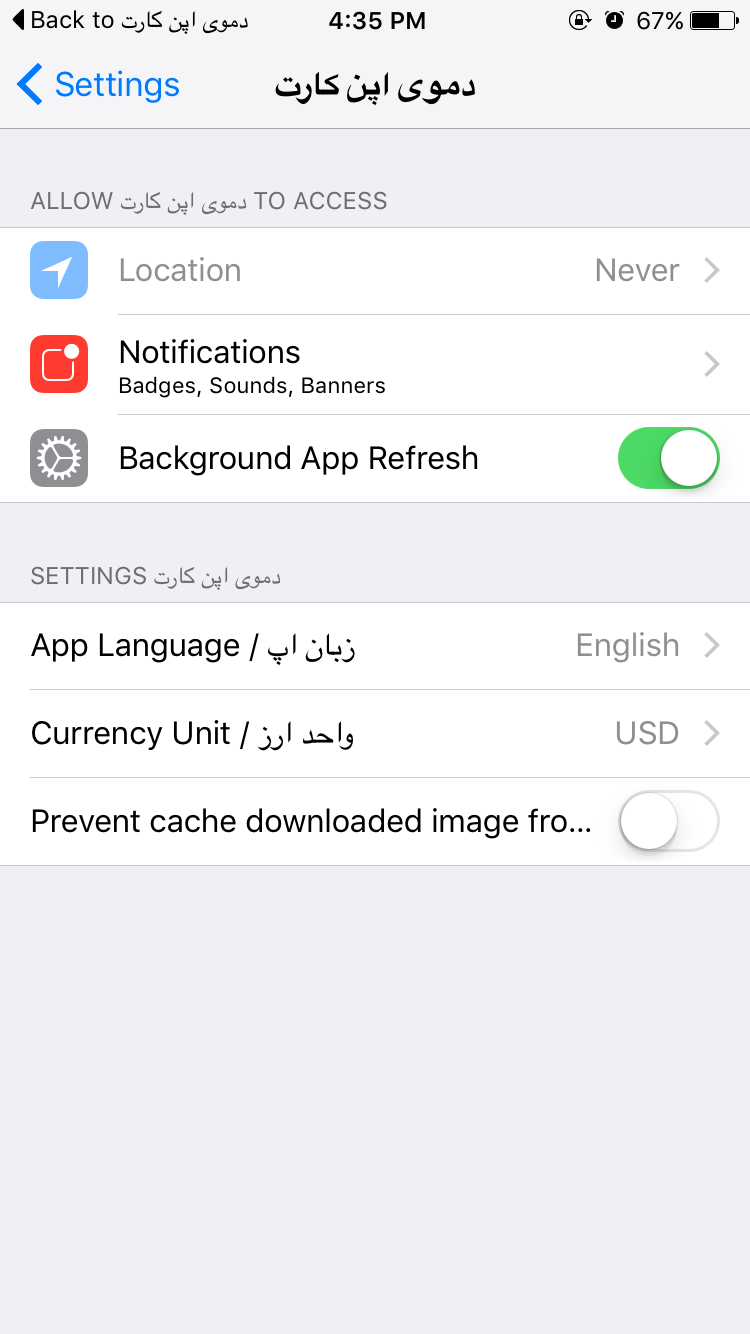 Back to دموی اپن کارت
4:35 PM
67%
Settings
دموی اپن کارت
ALLOW دموی اپن کارت TO ACCESS
Location
Never
Notifications
Badges, Sounds, Banners
Background App Refresh
SETTINGS دموی اپن کارت
App Language / زبان اپ
English
Currency Unit / واحد ارز
USD
Prevent cache downloaded image fro...